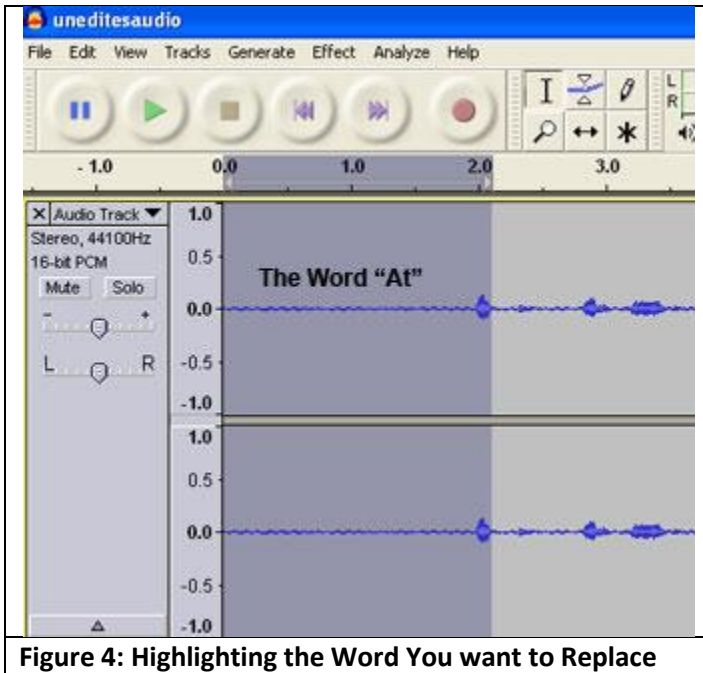 uneditesaudio
File Edit View Tracks Generate Effect Analyze Help
L
R
- 1.0 0.0 1.0 2.0 3.0
X Audio Track ▼
Stereo, 44100Hz
16-bit PCM
Mute Solo
- +
L R
1.0
0.5
0.0
-0.5
-1.0
The Word “At”
1.0
0.5
0.0
-0.5
-1.0
Figure 4: Highlighting the Word You want to Replace